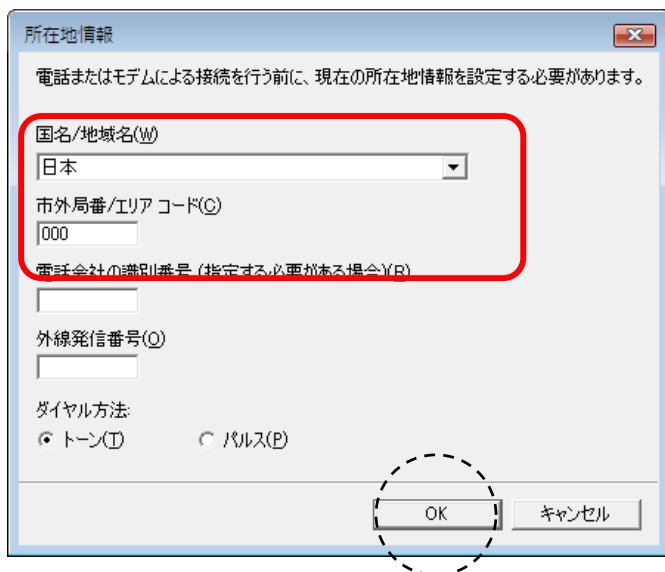 所在地情報
電話またはモデムによる接続を行う前に、現在の所在地情報を設定する必要があります。
国名/地域名(W)
日本
市外局番/エリア コード(C)
000
電話会社の識別番号 (指定する必要がある場合)(R)
外線発信番号(O)
ダイヤル方法:
トーン(T) パルス(P)
OK キャンセル